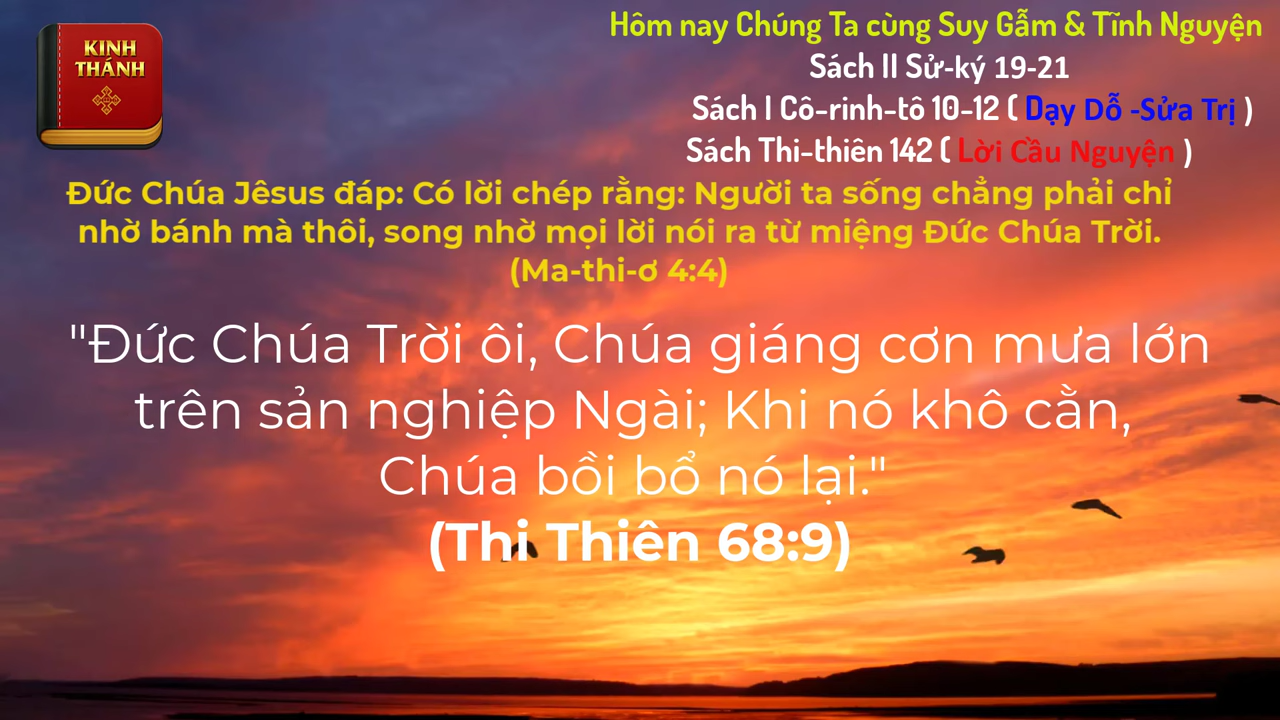 KINH
THÁNH
Hôm nay Chúng Ta cùng Suy Gẫm & Tĩnh Nguyện
Sách II Sử-ký 19-21
Sách I Cô-rinh-tô 10-12 ( Dạy Dỗ -Sửa Trị )
Sách Thi-thiên 142 ( Lời Cầu Nguyện )
Đức Chúa Jêsus đáp: Có lời chép rằng: Người ta sống chẳng phải chỉ
nhờ bánh mà thôi, song nhờ mọi lời nói ra từ miệng Đức Chúa Trời.
(Ma-thi-ơ 4:4)
"Đức Chúa Trời ôi, Chúa giáng cơn mưa lớn
trên sản nghiệp Ngài; Khi nó khô cằn,
Chúa bồi bổ nó lại."
(Thi Thiên 68:9)